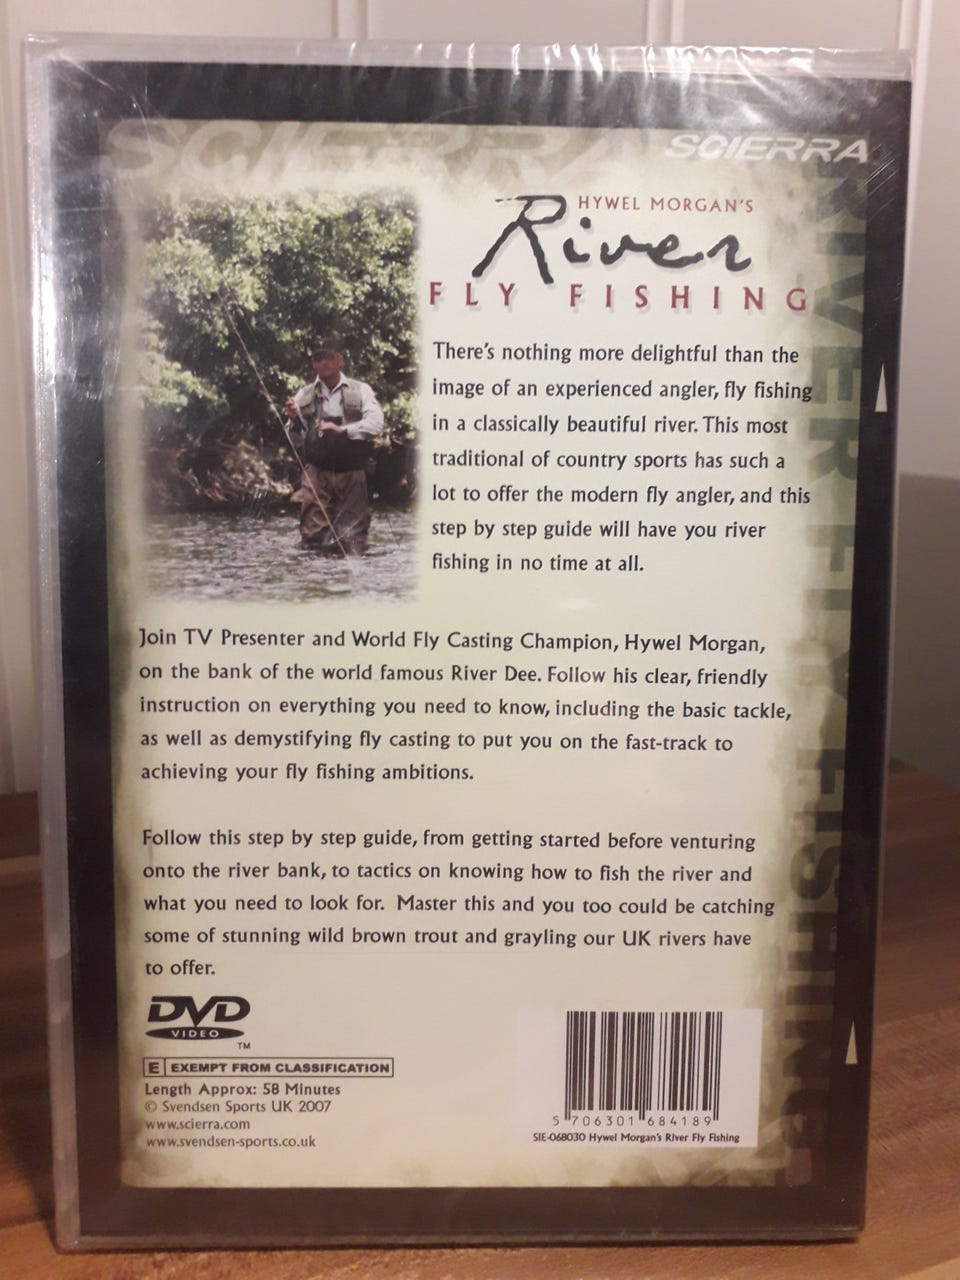 SCIERRA
SCIERRA
HYWEL MORGAN'S
River
FLY FISHING
There's nothing more delightful than the
image of an experienced angler, fly fishing
in a classically beautiful river. This most
traditional of country sports has such a
lot to offer the modern fly angler, and this
step by step guide will have you river
fishing in no time at all.
RIVER FLY FISHING
Join TV Presenter and World Fly Casting Champion, Hywel Morgan,
on the bank of the world famous River Dee. Follow his clear, friendly
instruction on everything you need to know, including the basic tackle,
as well as demystifying fly casting to put you on the fast-track to
achieving your fly fishing ambitions.
Follow this step by step guide, from getting started before venturing
onto the river bank, to tactics on knowing how to fish the river and
what you need to look for. Master this and you too could be catching
some of stunning wild brown trout and grayling our UK rivers have
to offer.
DVD
VIDEO
TM
E EXEMPT FROM CLASSIFICATION
Length Approx: 58 Minutes
© Svendsen Sports UK 2007
www.scierra.com
www.svendsen-sports.co.uk
5 706301 684189
SIE-068030 Hywel Morgan's River Fly Fishing